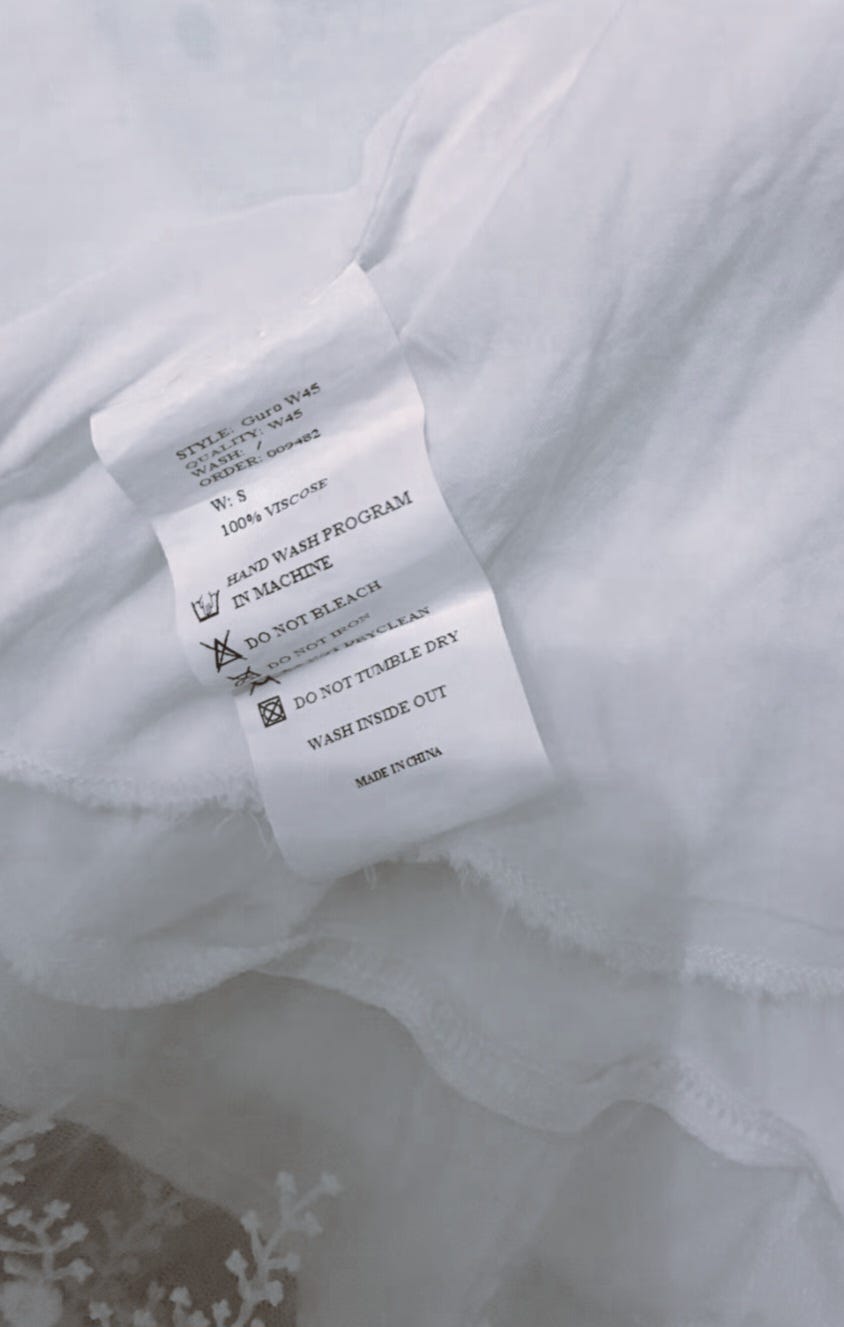 STYLE: Guro W45
QUALITY: W45
WASH: /
ORDER: 009482
W: S
100% VISCOSE
HAND WASH PROGRAM
IN MACHINE
DO NOT BLEACH
DO NOT IRON
DRYCLEAN
DO NOT TUMBLE DRY
WASH INSIDE OUT
MADE IN CHINA